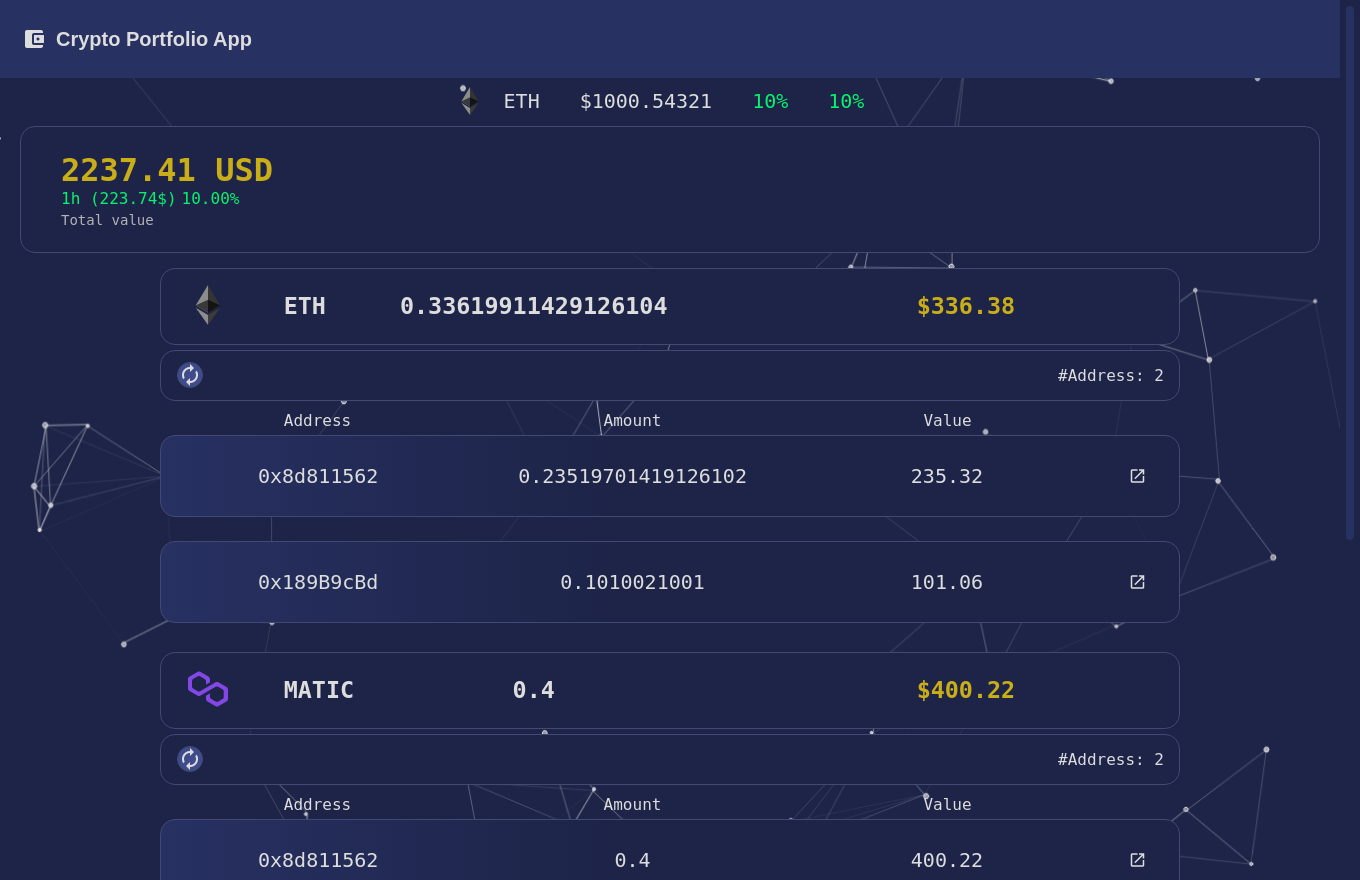 Crypto Portfolio App
ETH $1000.54321 10% 10%
2237.41 USD
1h (223.74$) 10.00%
Total value
ETH 0.33619911429126104 $336.38
#Address: 2
Address Amount Value
0x8d811562 0.23519701419126102 235.32
0x189B9cBd 0.1010021001 101.06
MATIC 0.4 $400.22
#Address: 2
Address Amount Value
0x8d811562 0.4 400.22